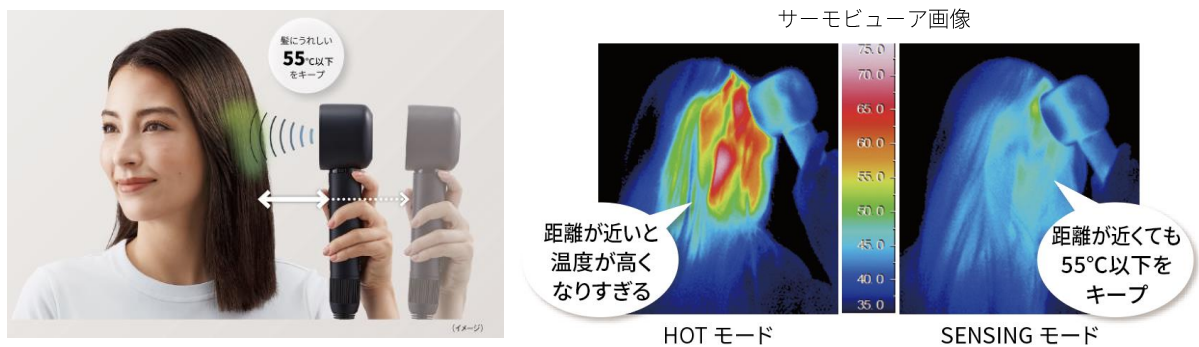 髪にうれしい
55℃以下
をキープ
(イメージ)
サーモビューア画像
距離が近いと
温度が高く
なりすぎる
75.0
70.0
65.0
60.0
55.0
50.0
45.0
40.0
35.0
距離が近くても
55℃以下を
キープ
HOT モード
SENSING モード